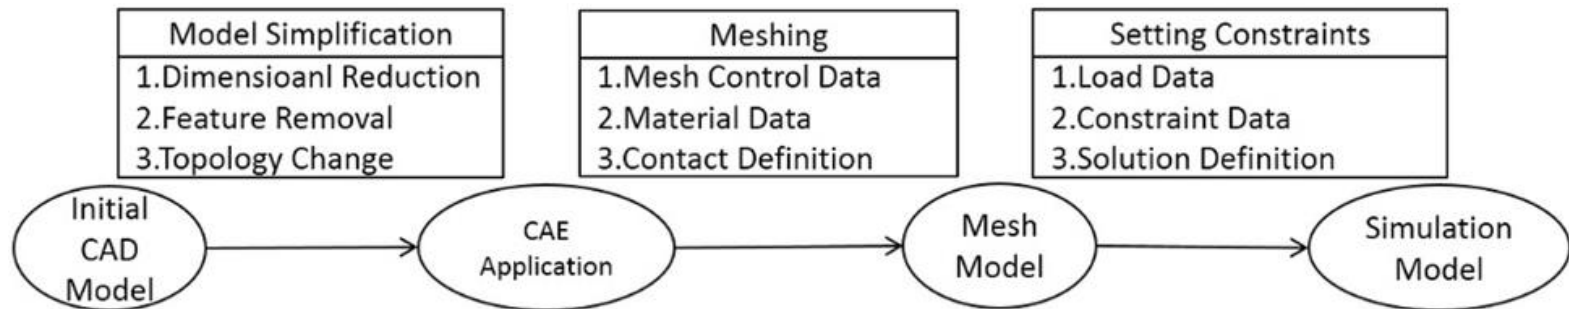 Model Simplification
1.Dimensioanl Reduction
2.Feature Removal
3.Topology Change
Meshing
1.Mesh Control Data
2.Material Data
3.Contact Definition
Setting Constraints
1.Load Data
2.Constraint Data
3.Solution Definition
Initial
CAD
Model
CAE
Application
Mesh
Model
Simulation
Model